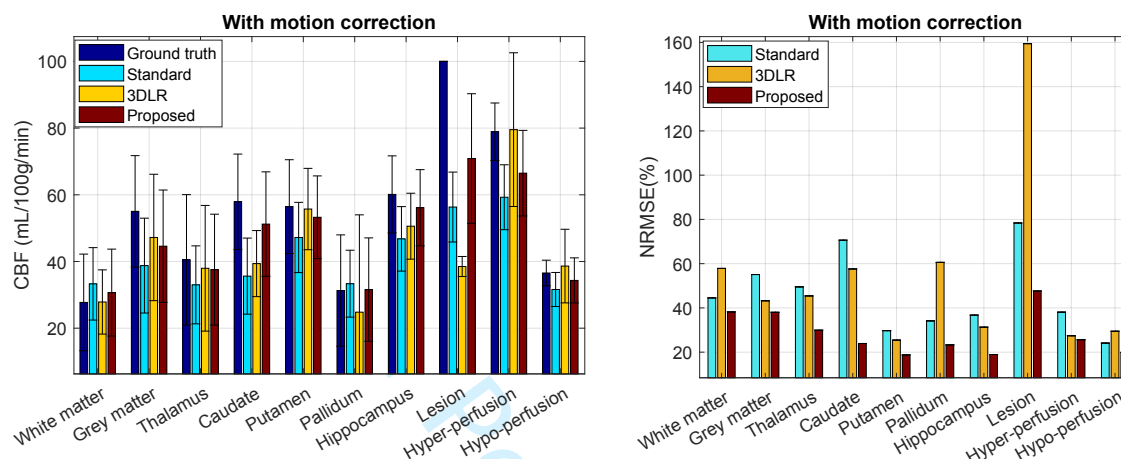 With motion correction
CBF (mL/100g/min)
100
80
60
40
20
Ground truth
Standard
3DLR
Proposed
White matter
Grey matter
Thalamus
Caudate
Putamen
Pallidum
Hippocampus
Lesion
Hyper-perfusion
Hypo-perfusion
With motion correction
NRMSE(%)
160
140
120
100
80
60
40
20
Standard
3DLR
Proposed
White matter
Grey matter
Thalamus
Caudate
Putamen
Pallidum
Hippocampus
Lesion
Hyper-perfusion
Hypo-perfusion